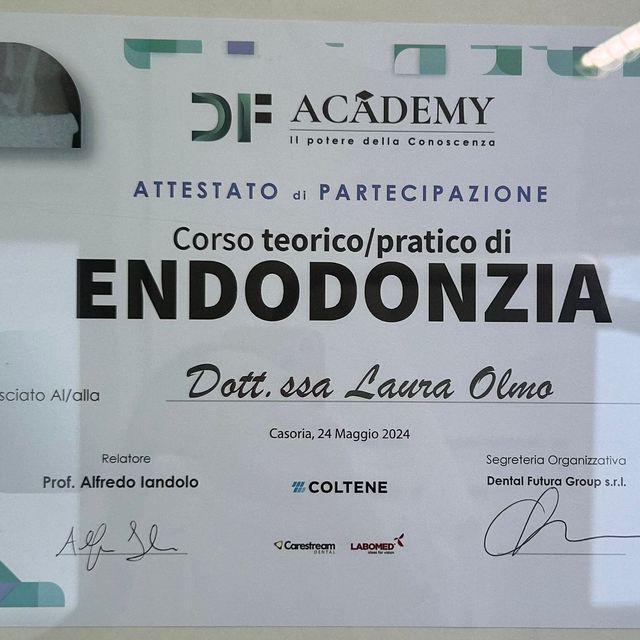 DF ACADEMY
Il potere della Conoscenza
ATTESTATO di PARTECIPAZIONE
Corso teorico/pratico di
ENDODONZIA
sciato Al/alla Dott.ssa Laura Olmo
Casoria, 24 Maggio 2024
Relatore
Prof. Alfredo Iandolo
COLTENE
Segreteria Organizzativa
Dental Futura Group s.r.l.
Carestream
DENTAL
LABOMED